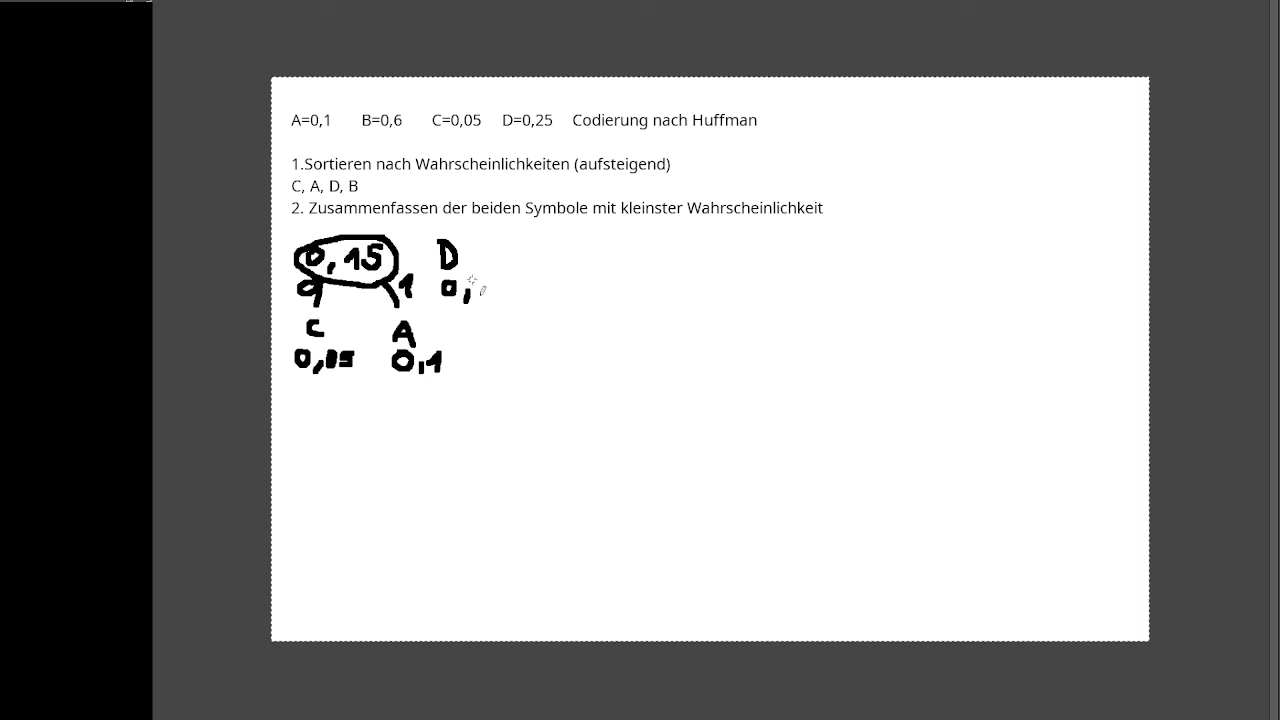 A=0,1 B=0,6 C=0,05 D=0,25 Codierung nach Huffman
1.Sortieren nach Wahrscheinlichkeiten (aufsteigend)
C, A, D, B
2. Zusammenfassen der beiden Symbole mit kleinster Wahrscheinlichkeit
0,15 D
0 1 0,
C A
0,05 0,1